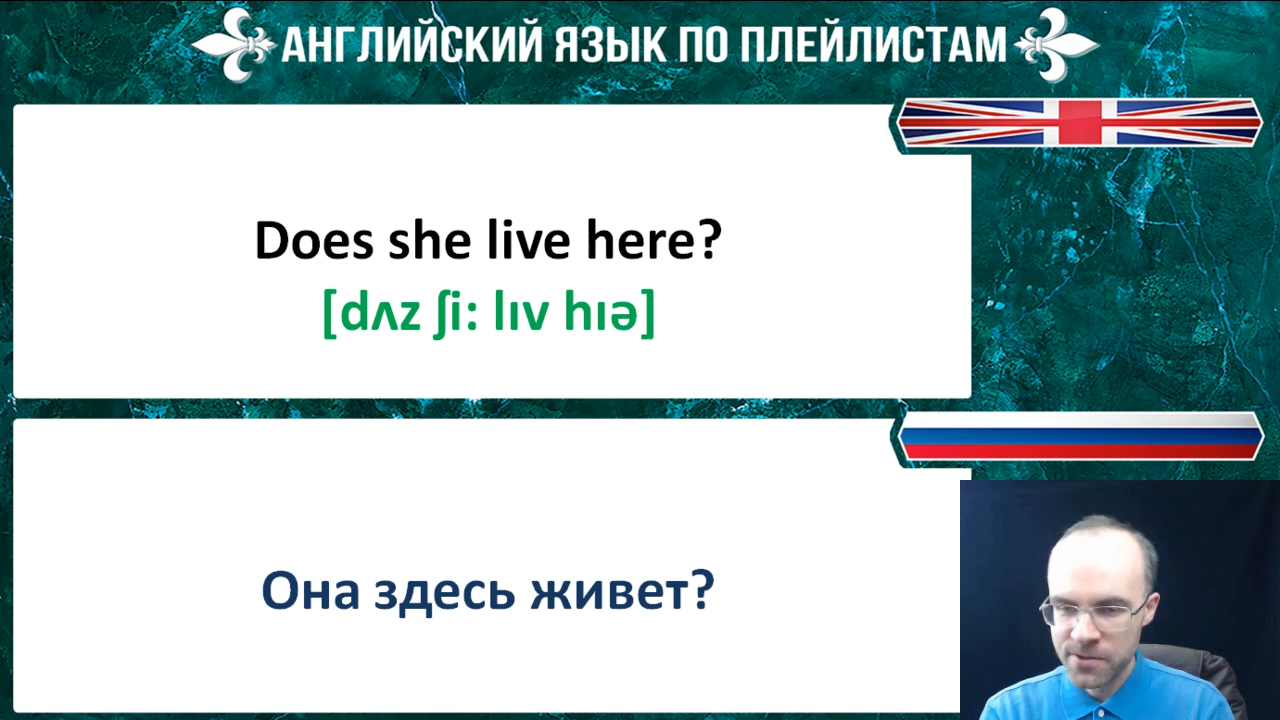 АНГЛИЙСКИЙ ЯЗЫК ПО ПЛЕЙЛИСТАМ
Does she live here?
[dʌz ʃi: lɪv hɪə]
Она здесь живет?